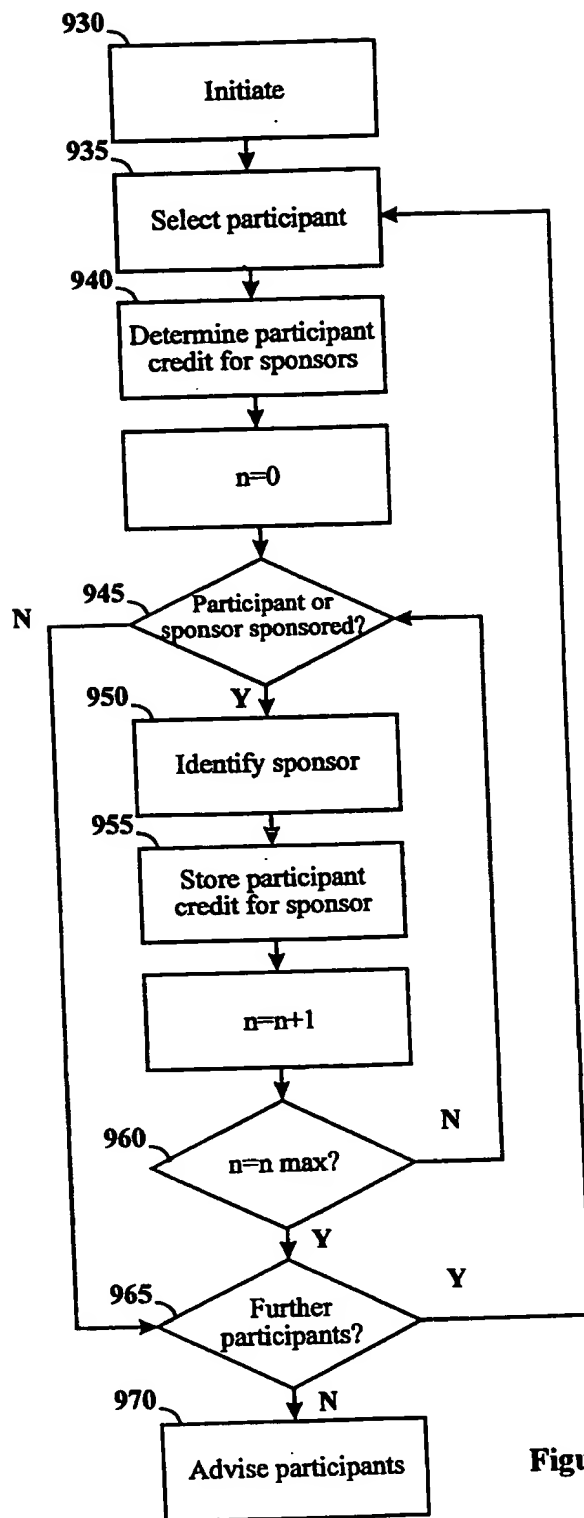 930
Initiate
935
Select participant
940
Determine participant
credit for sponsors
n=0
945
N
Participant or
sponsor sponsored?
Y
950
Identify sponsor
955
Store participant
credit for sponsor
n=n+1
960
N
n=n max?
Y
965
Y
Further
participants?
N
970
Advise participants